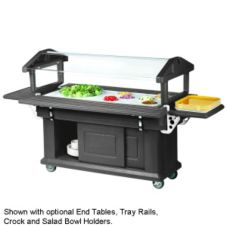 Shown with optional End Tables, Tray Rails,
Crock and Salad Bowl Holders.